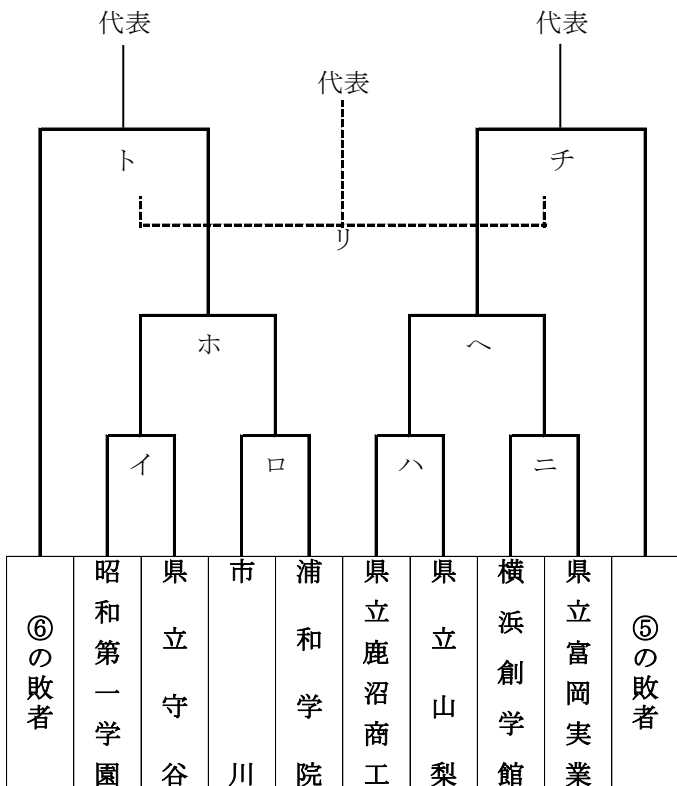 代表
代表
代表
ト
チ
リ
ホ
ヘ
イ
ロ
ハ
ニ
⑥の敗者
昭和第一学園
県立守谷
市川
浦和学院
県立鹿沼商工
県立山梨
横浜創学館
県立富岡実業
⑤の敗者